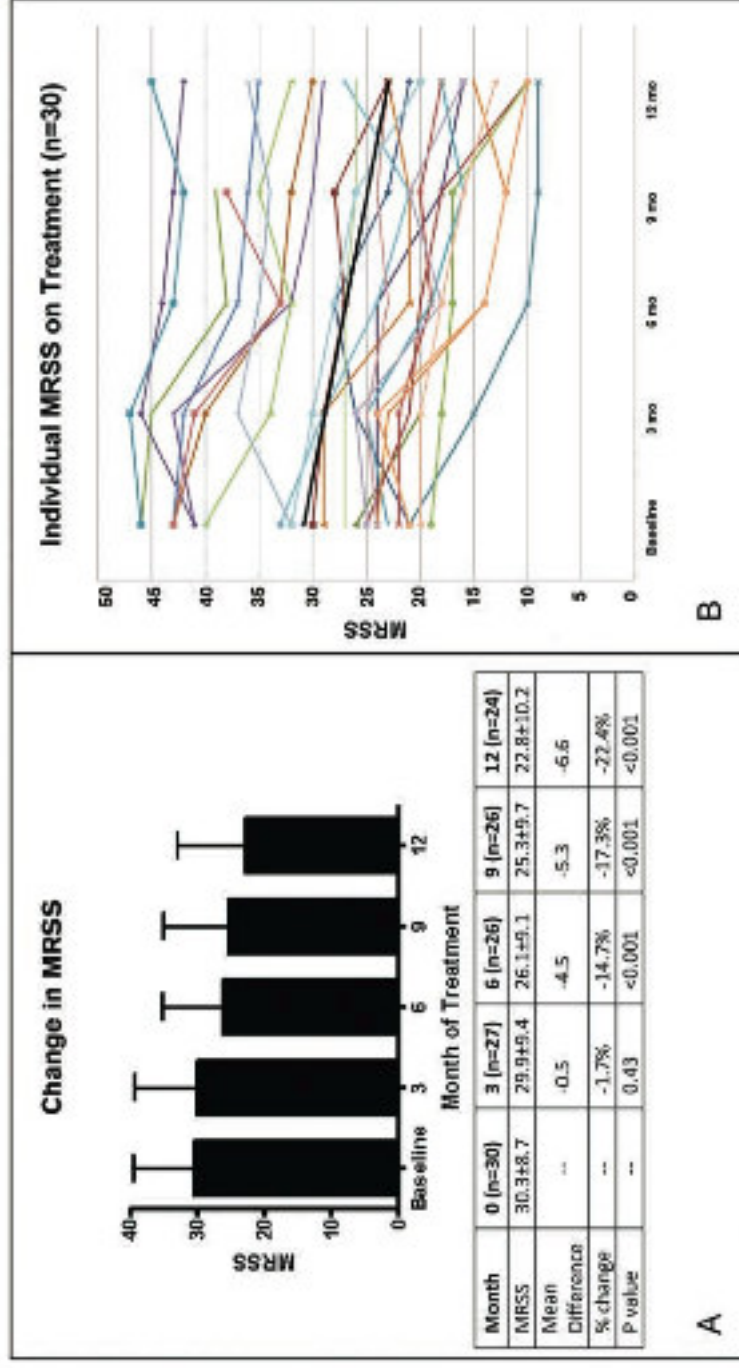 Change in MRSS
40
30
20
10
0
MRSS
Baseline 3 6 9 12
Month of Treatment
Month 0 (n=30) 3 (n=27) 6 (n=26) 9 (n=26) 12 (n=24)
MRSS 30.3±8.7 29.9±9.4 26.1±9.1 25.3±9.7 22.8±10.2
Mean Difference -- -0.5 -4.5 -5.3 -6.6
% change -- -1.7% -14.7% -17.3% -22.4%
P value -- 0.43 <0.001 <0.001 <0.001
A
Individual MRSS on Treatment (n=30)
50
45
40
35
30
25
20
15
10
5
0
MRSS
Baseline 3 mo 6 mo 9 mo 12 mo
B